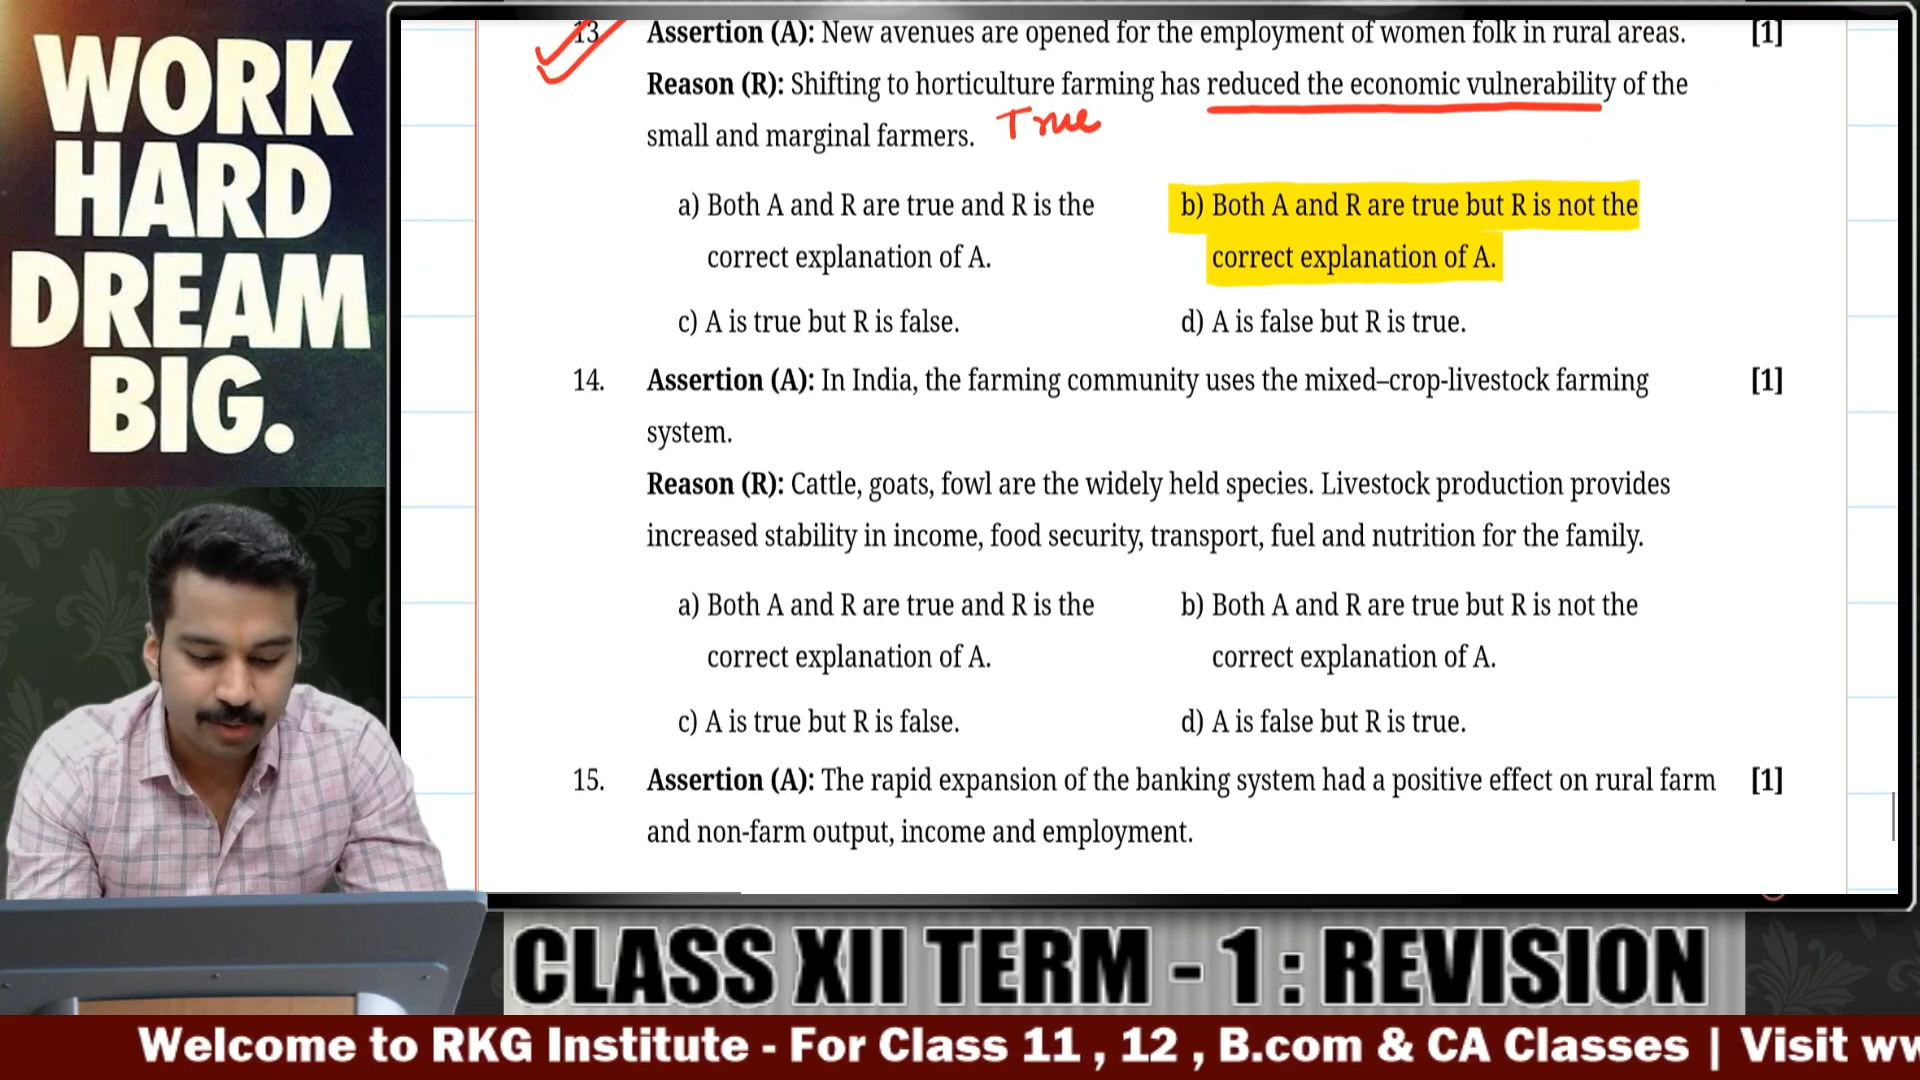 WORK
HARD
DREAM
BIG.
13. Assertion (A): New avenues are opened for the employment of women folk in rural areas. [1]
Reason (R): Shifting to horticulture farming has reduced the economic vulnerability of the
small and marginal farmers. True
a) Both A and R are true and R is the b) Both A and R are true but R is not the
correct explanation of A. correct explanation of A.
c) A is true but R is false. d) A is false but R is true.
14. Assertion (A): In India, the farming community uses the mixed–crop-livestock farming [1]
system.
Reason (R): Cattle, goats, fowl are the widely held species. Livestock production provides
increased stability in income, food security, transport, fuel and nutrition for the family.
a) Both A and R are true and R is the b) Both A and R are true but R is not the
correct explanation of A. correct explanation of A.
c) A is true but R is false. d) A is false but R is true.
15. Assertion (A): The rapid expansion of the banking system had a positive effect on rural farm [1]
and non-farm output, income and employment.
CLASS XII TERM - 1 : REVISION
Welcome to RKG Institute - For Class 11 , 12 , B.com & CA Classes | Visit ww